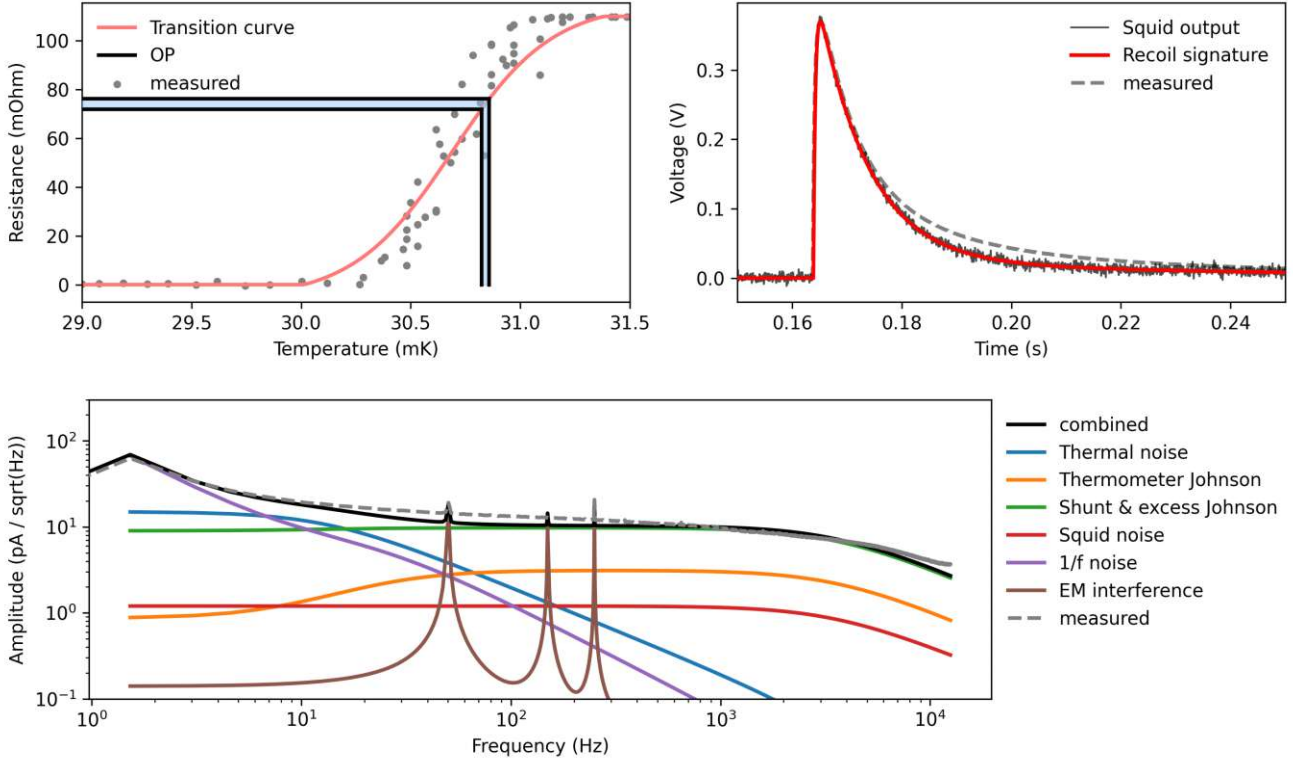 Resistance (mOhm)
100
80
60
40
20
0
Transition curve
OP
measured
29.0 29.5 30.0 30.5 31.0 31.5
Temperature (mK)
Voltage (V)
0.3
0.2
0.1
0.0
Squid output
Recoil signature
measured
0.16 0.18 0.20 0.22 0.24
Time (s)
Amplitude (pA / sqrt(Hz))
10²
10¹
10⁰
10⁻¹
10⁰ 10¹ 10² 10³ 10⁴
Frequency (Hz)
combined
Thermal noise
Thermometer Johnson
Shunt & excess Johnson
Squid noise
1/f noise
EM interference
measured